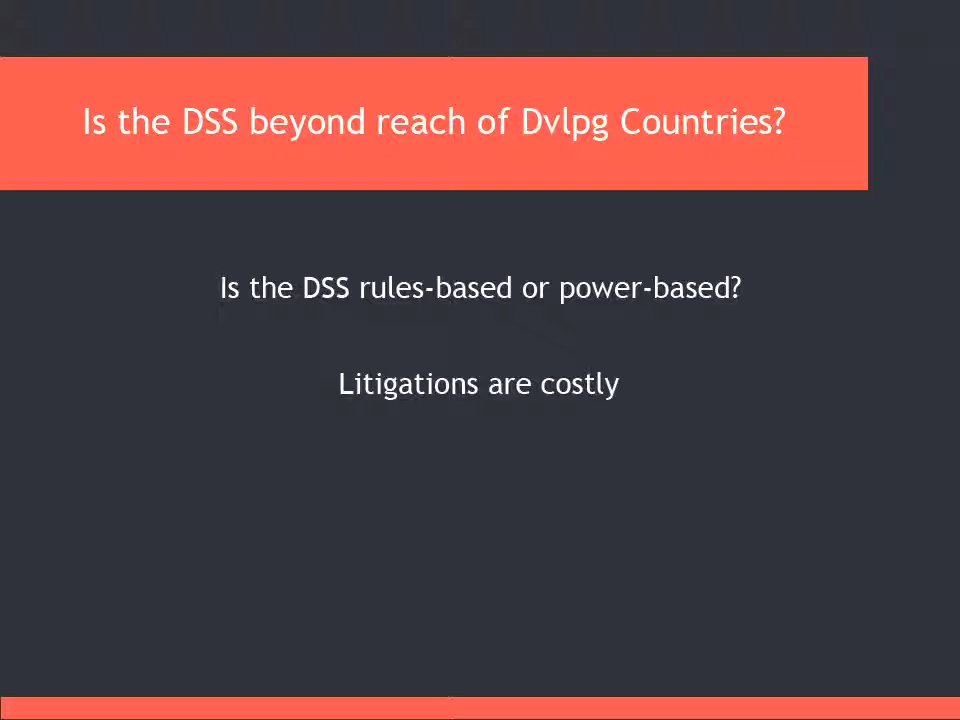 Is the DSS beyond reach of Dvlpg Countries?
Is the DSS rules-based or power-based?
Litigations are costly